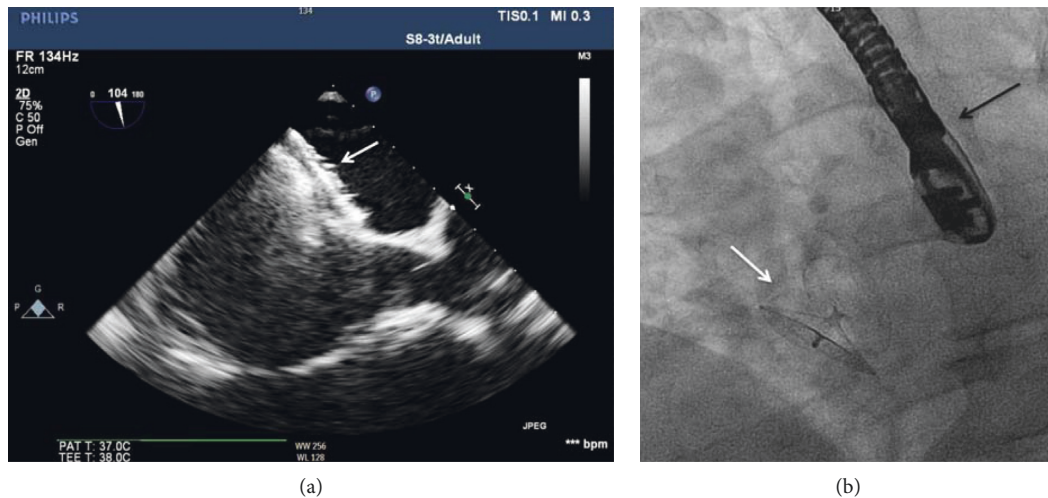 PHILIPS
134
TIS0.1 MI 0.3
S8-3t/Adult
FR 134Hz
12cm
M3
2D
75%
C 50
P Off
Gen
0 104 180
P
X
G
P R
JPEG
PAT T: 37.0C
TEE T: 38.0C
WW 256
WL 128
*** bpm
(a)
(b)